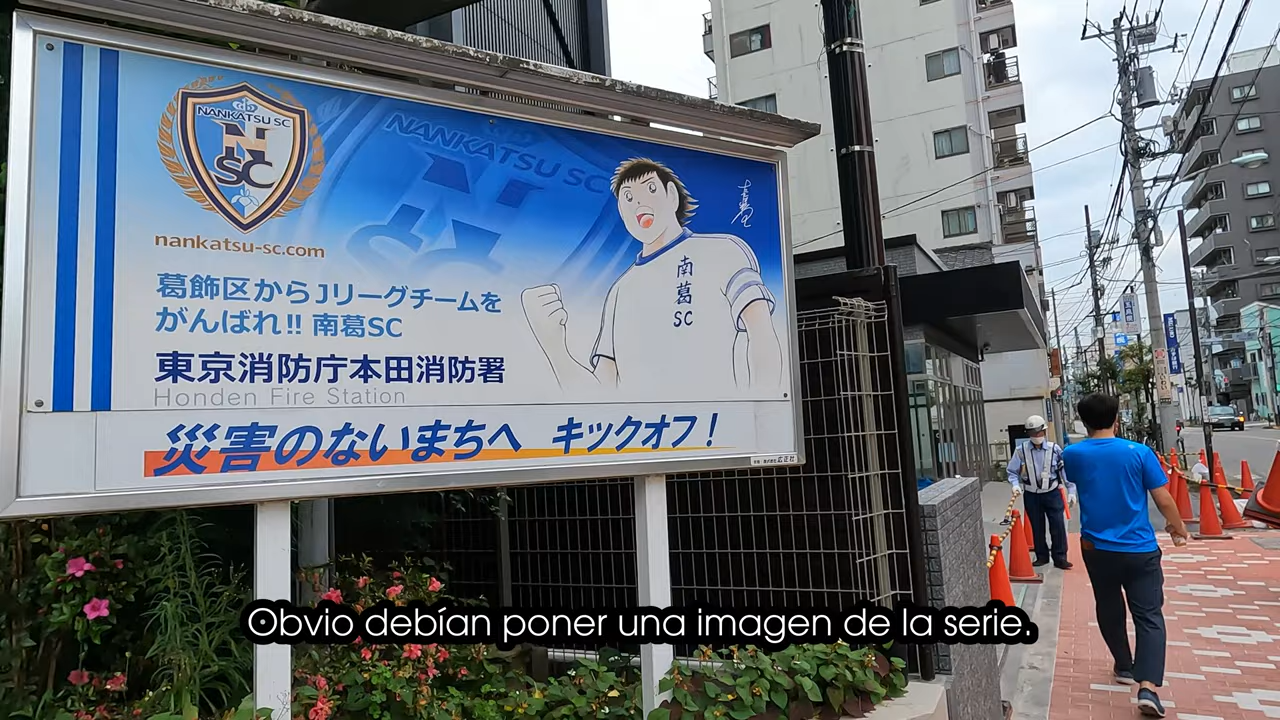 NANKATSU SC
N
SC
nankatsu-sc.com
NANKATSU SC
葛飾区からJリーグチームを
がんばれ!! 南葛SC
東京消防庁本田消防署
Honden Fire Station
災害のないまちへ キックオフ!
南葛SC
Obvio debían poner una imagen de la serie.